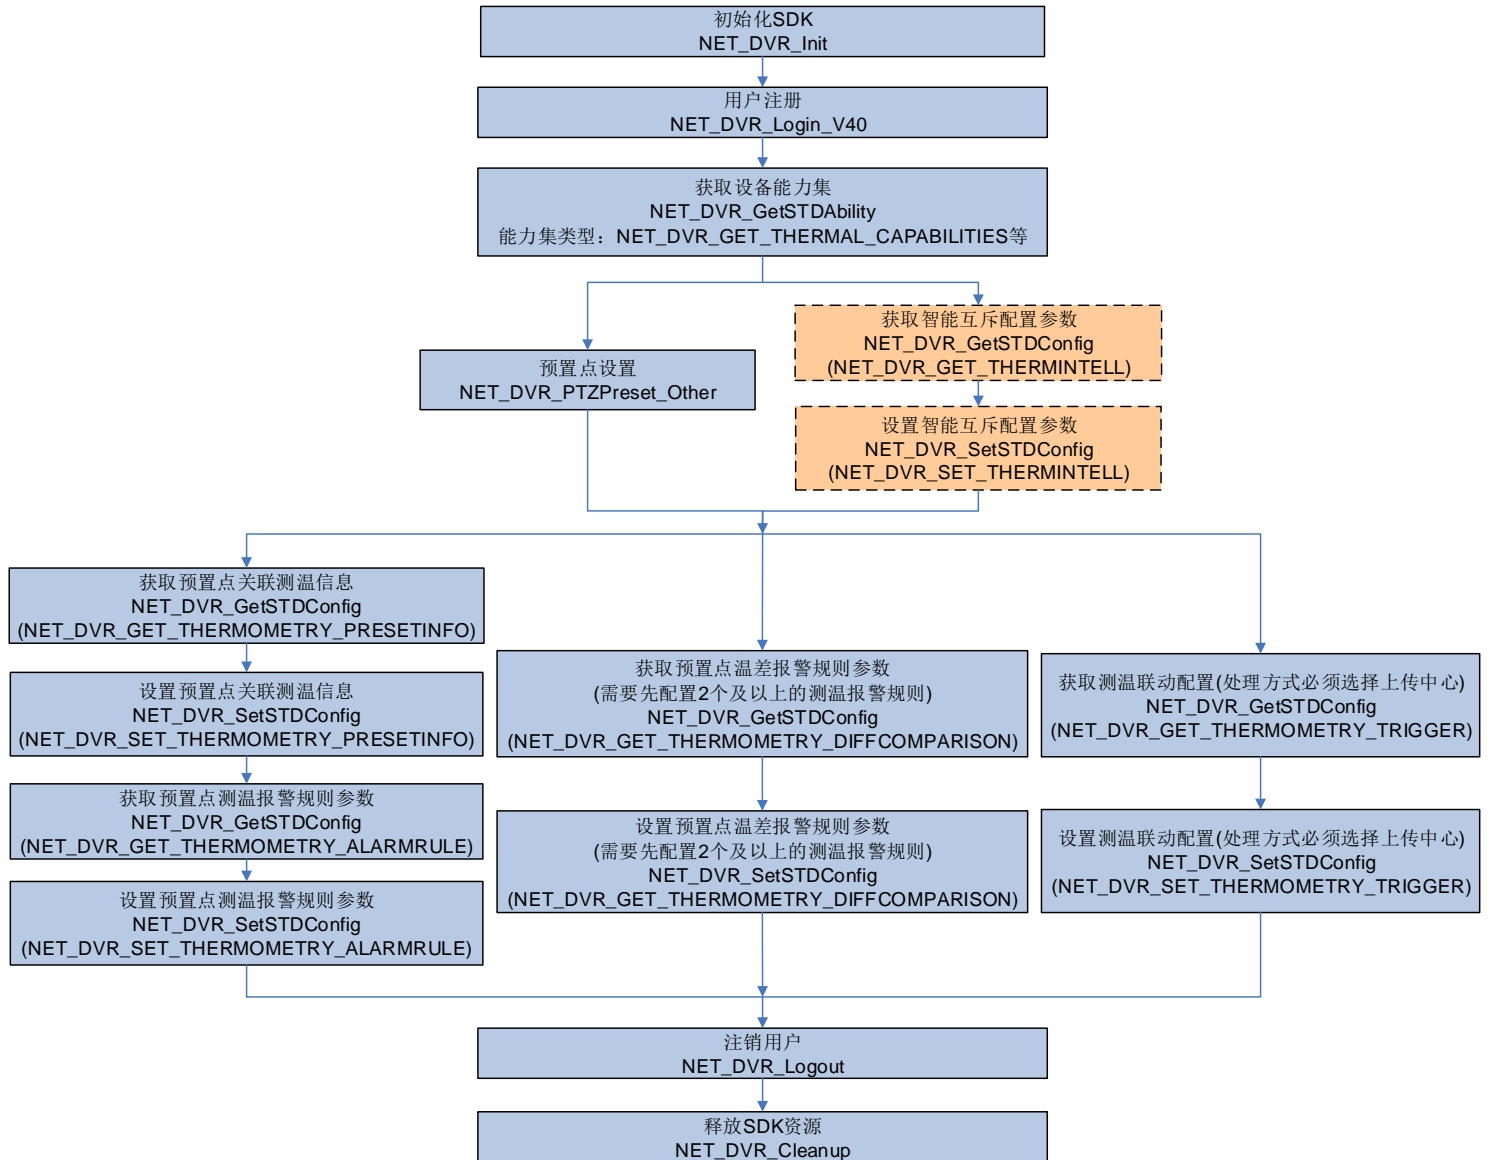 初始化SDK
NET_DVR_Init
用户注册
NET_DVR_Login_V40
获取设备能力集
NET_DVR_GetSTDAbility
能力集类型：NET_DVR_GET_THERMAL_CAPABILITIES等
预置点设置
NET_DVR_PTZPreset_Other
获取智能互斥配置参数
NET_DVR_GetSTDConfig
(NET_DVR_GET_THERMINTELL)
设置智能互斥配置参数
NET_DVR_SetSTDConfig
(NET_DVR_SET_THERMINTELL)
获取预置点关联测温信息
NET_DVR_GetSTDConfig
(NET_DVR_GET_THERMOMETRY_PRESETINFO)
设置预置点关联测温信息
NET_DVR_SetSTDConfig
(NET_DVR_SET_THERMOMETRY_PRESETINFO)
获取预置点测温报警规则参数
NET_DVR_GetSTDConfig
(NET_DVR_GET_THERMOMETRY_ALARMRULE)
设置预置点测温报警规则参数
NET_DVR_SetSTDConfig
(NET_DVR_SET_THERMOMETRY_ALARMRULE)
获取预置点温差报警规则参数
(需要先配置2个及以上的测温报警规则)
NET_DVR_GetSTDConfig
(NET_DVR_GET_THERMOMETRY_DIFFCOMPARISON)
设置预置点温差报警规则参数
(需要先配置2个及以上的测温报警规则)
NET_DVR_SetSTDConfig
(NET_DVR_GET_THERMOMETRY_DIFFCOMPARISON)
获取测温联动配置(处理方式必须选择上传中心)
NET_DVR_GetSTDConfig
(NET_DVR_GET_THERMOMETRY_TRIGGER)
设置测温联动配置(处理方式必须选择上传中心)
NET_DVR_SetSTDConfig
(NET_DVR_SET_THERMOMETRY_TRIGGER)
注销用户
NET_DVR_Logout
释放SDK资源
NET_DVR_Cleanup